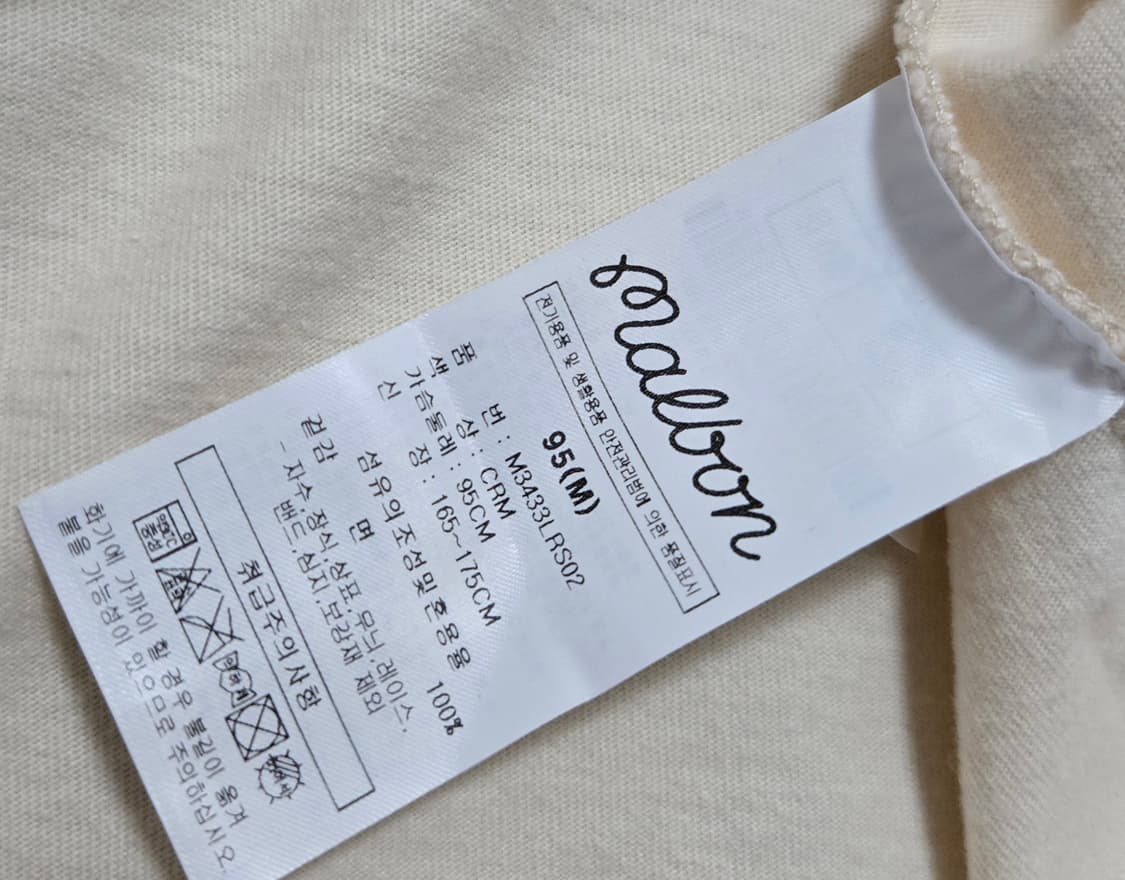 malbon
전기용품 및 생활용품 안전관리법에 의한 품질표시
95(M)
품 번 : M3433LRS02
색 상 : CRM
가슴둘레 : 95CM
신 장 : 165~175CM
섬유의 조성및혼용율
겉감 면 100%
- 자수.장식.상표.무늬.레이스.
밴드.심지.보강재 제외
취급주의사항
화기에 가까이 할 경우 불길이 옮겨
붙을 가능성이 있으므로 주의하십시오.